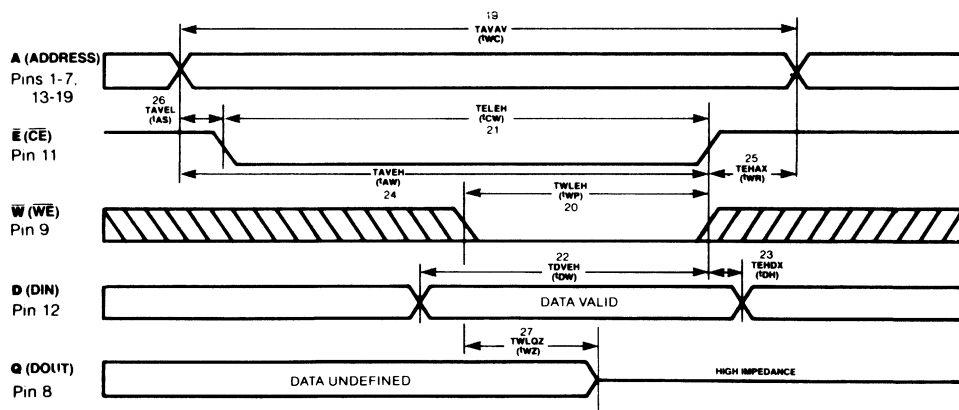 19
TAVAV
(tWC)
A (ADDRESS)
Pins 1-7,
13-19
26
TAVEL
(tAS)
TELEH
(tCW)
21
E̅ (C̅E̅)
Pin 11
25
TEHAX
(tWR)
TAVEH
(tAW)
24
TWLEH
(tWP)
20
W̅ (W̅E̅)
Pin 9
22
TDVEH
(tDW)
23
TEHDX
(tDH)
D (DIN)
Pin 12
DATA VALID
27
TWLQZ
(tWZ)
Q (DOUT)
Pin 8
DATA UNDEFINED
HIGH IMPEDANCE